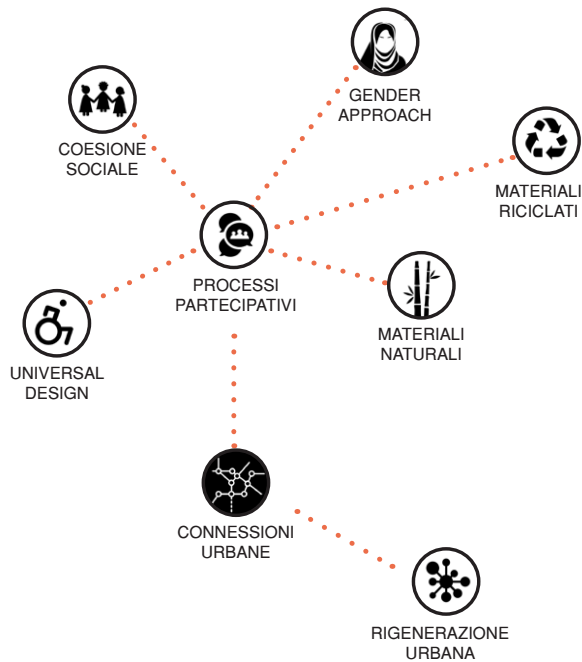 GENDER
APPROACH
COESIONE
SOCIALE
MATERIALI
RICICLATI
PROCESSI
PARTECIPATIVI
MATERIALI
NATURALI
UNIVERSAL
DESIGN
CONNESSIONI
URBANE
RIGENERAZIONE
URBANA